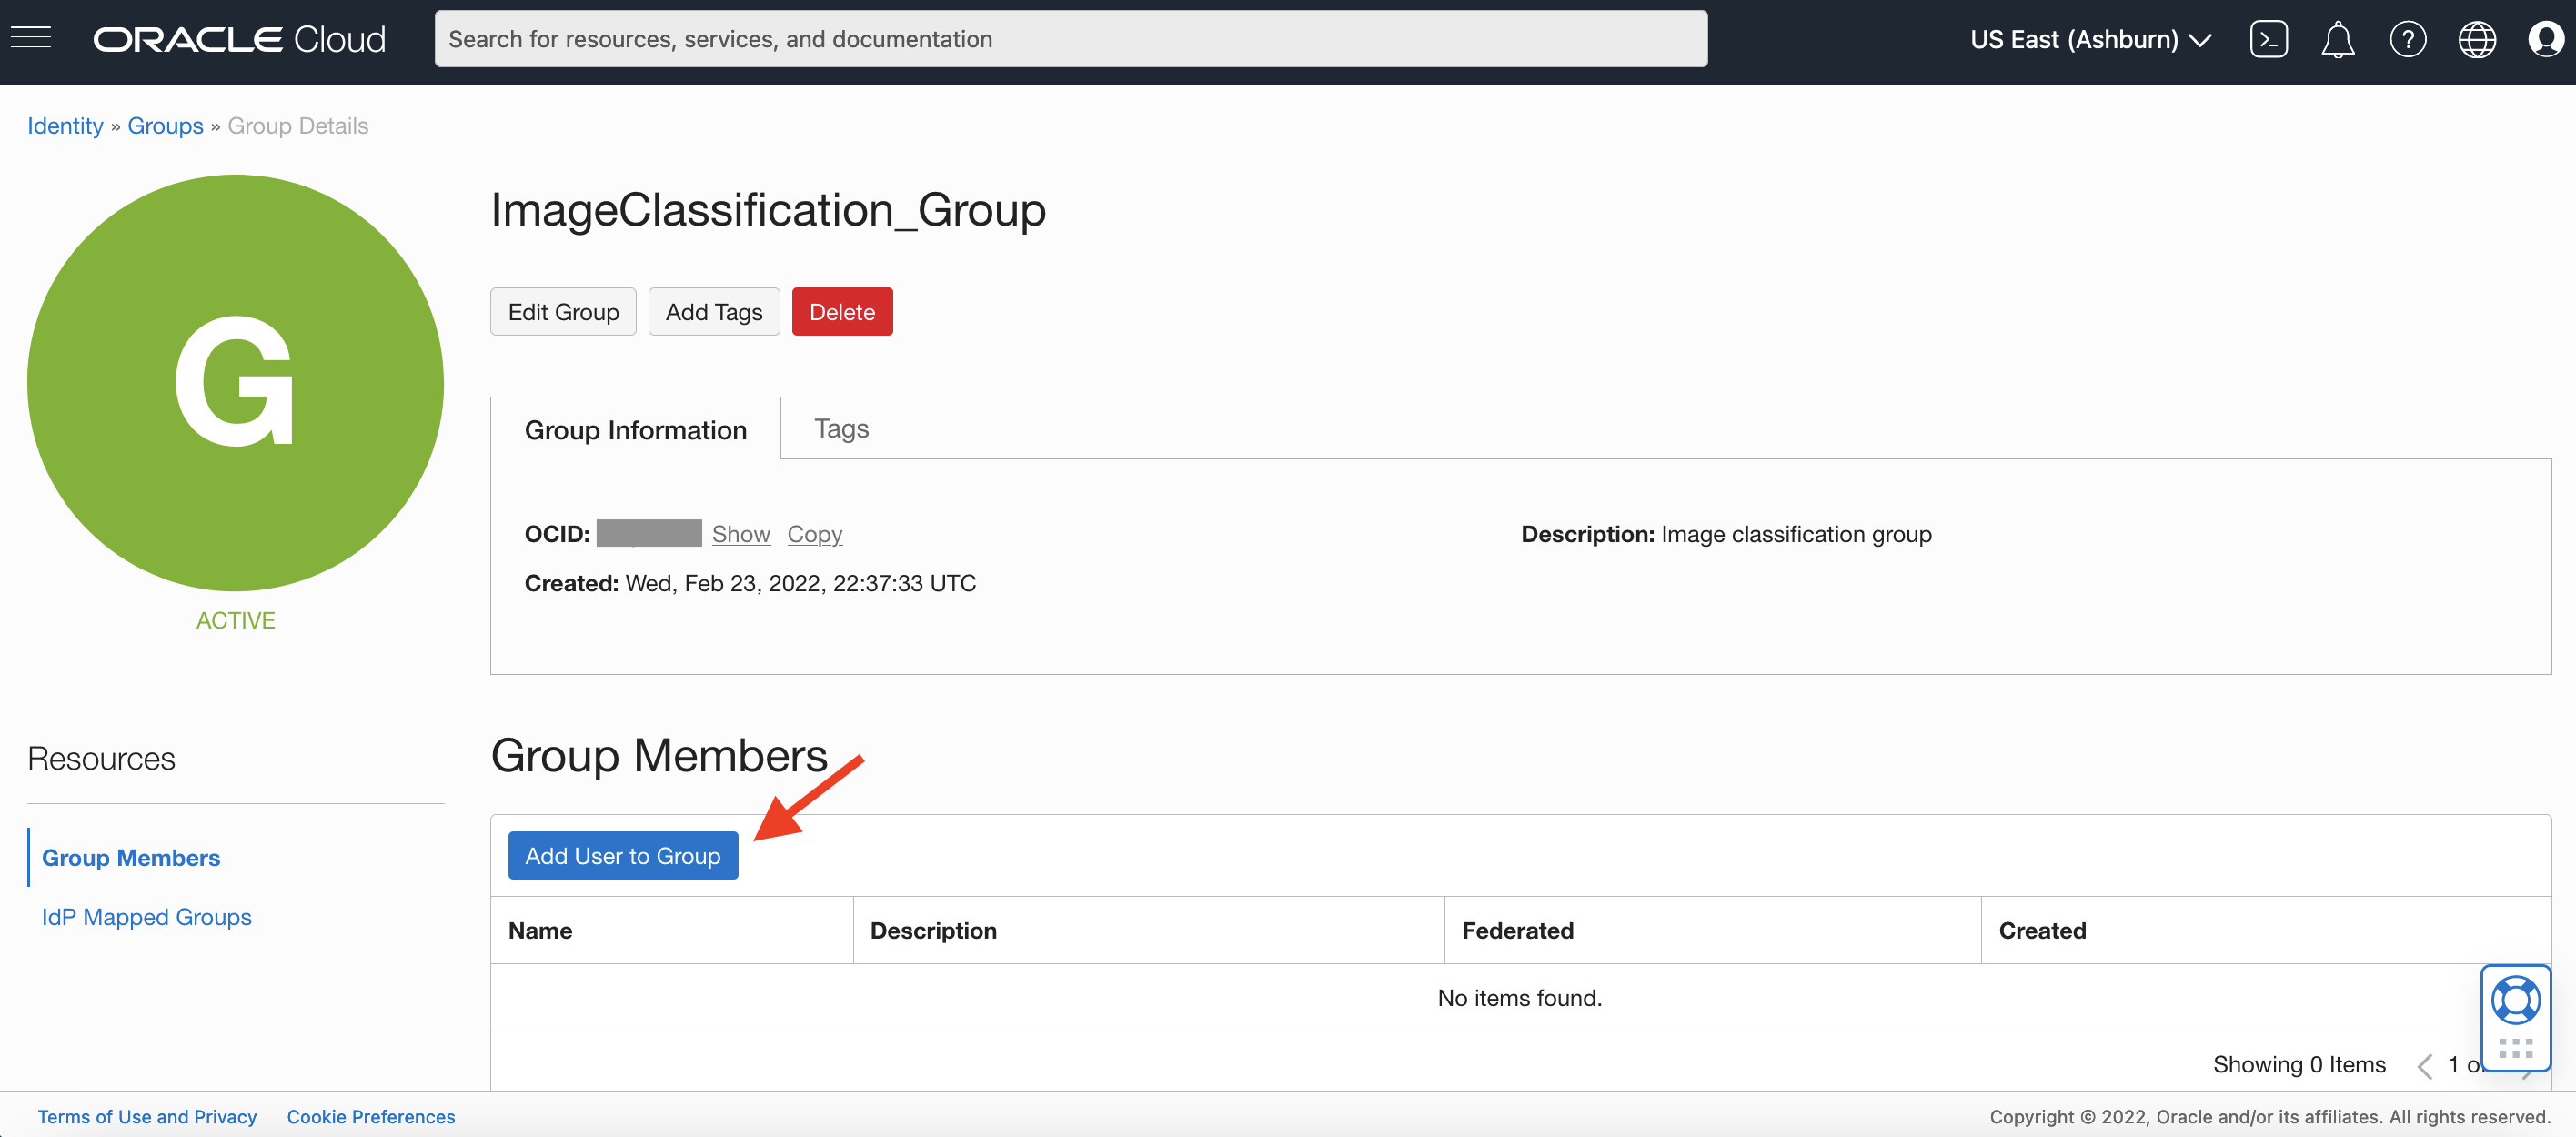 ORACLE Cloud
Search for resources, services, and documentation
US East (Ashburn)
Identity » Groups » Group Details
G
ACTIVE
ImageClassification_Group
Edit Group Add Tags Delete
Group Information Tags
OCID: Show Copy
Description: Image classification group
Created: Wed, Feb 23, 2022, 22:37:33 UTC
Resources
Group Members
IdP Mapped Groups
Group Members
Add User to Group
Name Description Federated Created
No items found.
Showing 0 Items < 1
Terms of Use and Privacy Cookie Preferences
Copyright © 2022, Oracle and/or its affiliates. All rights reserved.